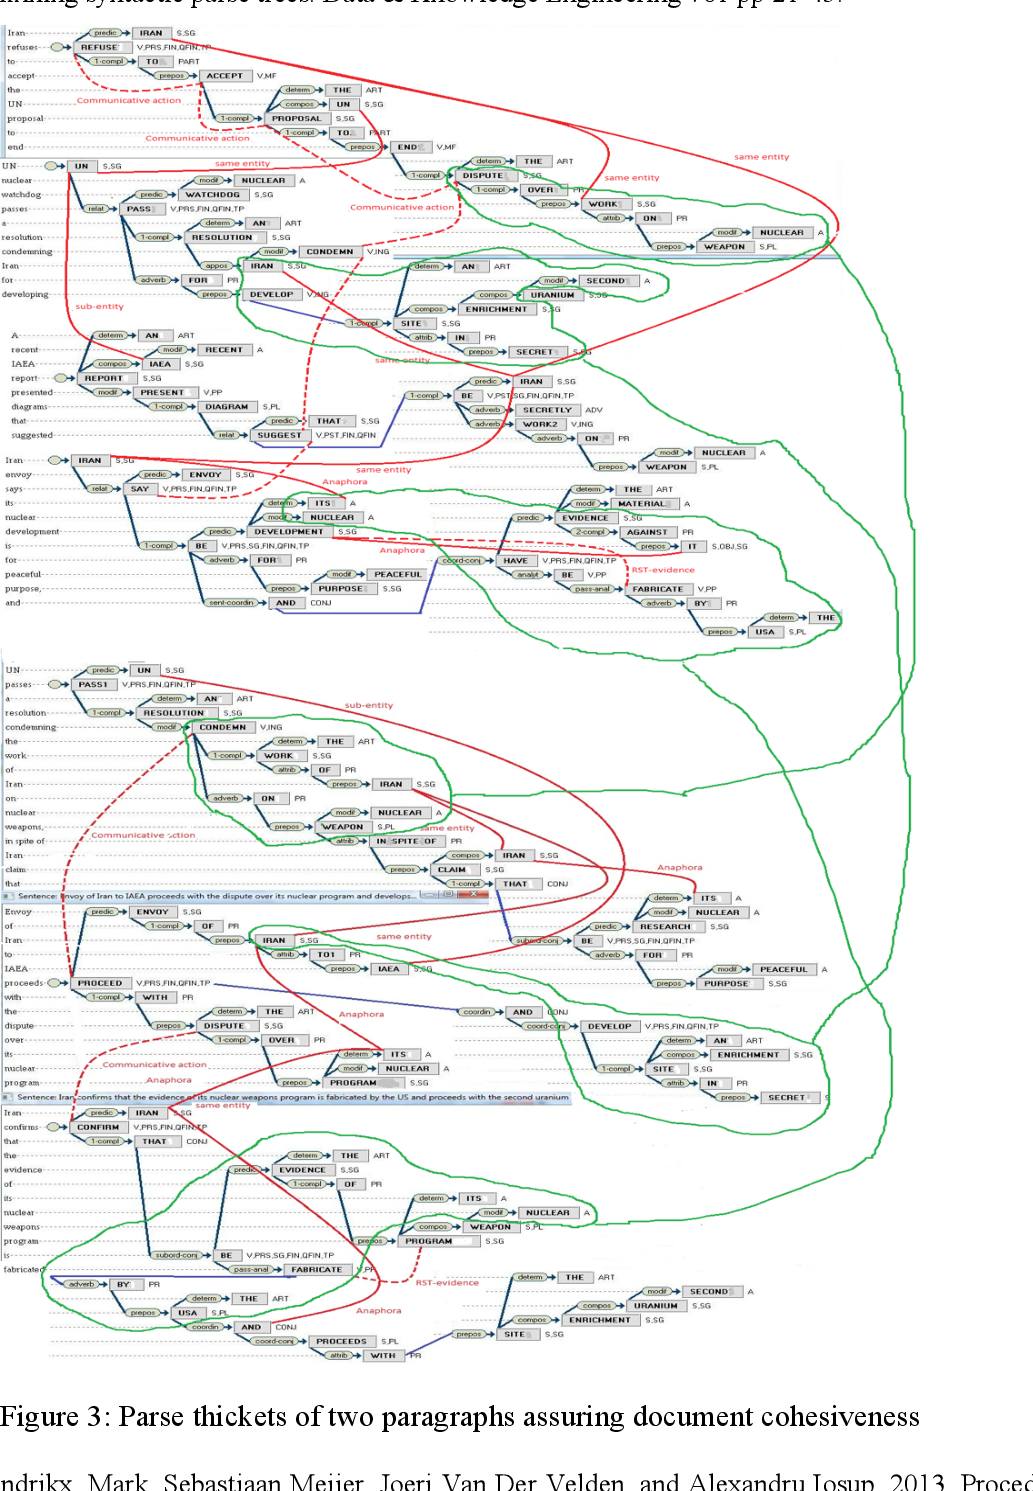 Iran predic IRAN S,SG
refuses REFUSE V,PRS,FIN,QFIN,TP
to 1-compl TO PART
accept prepos ACCEPT V,MF
the determ THE ART
Communicative action
UN compos UN S,SG
proposal 1-compl PROPOSAL S,SG
to 1-compl TO PART
Communicative action
end prepos END V,MF
same entity
determ THE ART
UN UN S,SG same entity
1-compl DISPUTE S,SG
nuclear modif NUCLEAR A
1-compl OVER PR
same entity
watchdog predic WATCHDOG S,SG
prepos WORK S,SG
passes relat PASS V,PRS,FIN,QFIN,TP
Communicative action
attrib ON PR
a determ AN ART
modif NUCLEAR A
resolution 1-compl RESOLUTION S,SG
prepos WEAPON S,PL
condemning modif CONDEMN V,ING
Iran appos IRAN S,SG
determ AN ART
for adverb FOR PR
modif SECOND A
developing prepos DEVELOP V,ING
compos URANIUM S,SG
sub-entity
compos ENRICHMENT S,SG
1-compl SITE S,SG
A determ AN ART
attrib IN PR
recent modif RECENT A
prepos SECRET S,SG
IAEA compos IAEA S,SG
same entity
report REPORT S,SG
predic IRAN S,SG
presented modif PRESENT V,PP
1-compl BE V,PST,SG,FIN,QFIN,TP
diagrams 1-compl DIAGRAM S,PL
adverb SECRETLY ADV
that predic THAT S,SG
adverb WORK2 V,ING
suggested relat SUGGEST V,PST,FIN,QFIN
adverb ON PR
modif NUCLEAR A
Iran IRAN S,SG
prepos WEAPON S,PL
same entity
envoy predic ENVOY S,SG
Anaphora
says relat SAY V,PRS,FIN,QFIN,TP
determ THE ART
its determ ITS A
modif MATERIAL A
nuclear modif NUCLEAR A
predic EVIDENCE S,SG
development predic DEVELOPMENT S,SG
2-compl AGAINST PR
is 1-compl BE V,PRS,SG,FIN,QFIN,TP
Anaphora
prepos IT S,OBJ,SG
for adverb FOR PR
coord-conj HAVE V,PRS,FIN,QFIN,TP
RST-evidence
peaceful modif PEACEFUL
analyt BE V,PP
purpose, prepos PURPOSE S,SG
pass-anal FABRICATE V,PP
and sent-coordin AND CONJ
adverb BY PR
determ THE
prepos USA S,PL
UN predic UN S,SG
passes PASS1 V,PRS,FIN,QFIN,TP
a determ AN ART
sub-entity
resolution 1-compl RESOLUTION S,SG
condemning modif CONDEMN V,ING
the determ THE ART
work 1-compl WORK S,SG
of attrib OF PR
Iran prepos IRAN S,SG
on adverb ON PR
nuclear modif NUCLEAR A
weapons, prepos WEAPON S,PL same entity
Communicative action
in spite of attrib IN SPITE OF PR
Iran compos IRAN S,SG
claim prepos CLAIM S,SG
Anaphora
that 1-compl THAT CONJ
Sentence: Envoy of Iran to IAEA proceeds with the dispute over its nuclear program and develops...
determ ITS A
Envoy predic ENVOY S,SG
modif NUCLEAR A
of 1-compl OF PR
predic RESEARCH S,SG
Iran prepos IRAN S,SG same entity
subord-conj BE V,PRS,SG,FIN,QFIN,TP
to attrib TO1 PR
adverb FOR PR
IAEA prepos IAEA S,SG
modif PEACEFUL A
proceeds PROCEED V,PRS,FIN,QFIN,TP
prepos PURPOSE S,SG
with 1-compl WITH PR
the determ THE ART
Anaphora
coordin AND CONJ
dispute prepos DISPUTE S,SG
coord-conj DEVELOP V,PRS,FIN,QFIN,TP
over 1-compl OVER PR
determ AN ART
its determ ITS A
compos ENRICHMENT S,SG
Communicative action
nuclear modif NUCLEAR A
1-compl SITE S,SG
Anaphora
program prepos PROGRAM S,SG
attrib IN PR
prepos SECRET S
Sentence: Iran confirms that the evidence of its nuclear weapons program is fabricated by the US and proceeds with the second uranium
same entity
Iran predic IRAN S,SG
confirms CONFIRM V,PRS,FIN,QFIN,TP
that 1-compl THAT CONJ
the determ THE ART
evidence predic EVIDENCE S,SG
of 1-compl OF PR
its determ ITS A
nuclear modif NUCLEAR A
weapons compos WEAPON S,PL
program prepos PROGRAM S,SG
is subord-conj BE V,PRS,SG,FIN,QFIN,TP
fabricated pass-anal FABRICATE V,PP
RST-evidence
adverb BY PR
determ THE ART
determ THE ART
modif SECOND A
prepos USA S,PL
Anaphora
compos URANIUM S,SG
coordin AND CONJ
compos ENRICHMENT S,SG
coord-conj PROCEEDS S,PL
prepos SITE S,SG
attrib WITH PR
Figure 3: Parse thickets of two paragraphs assuring document cohesiveness
ndrikx, Mark, Sebastiaan Meijer, Joeri Van Der Velden, and Alexandru Iosup. 2013. Proced